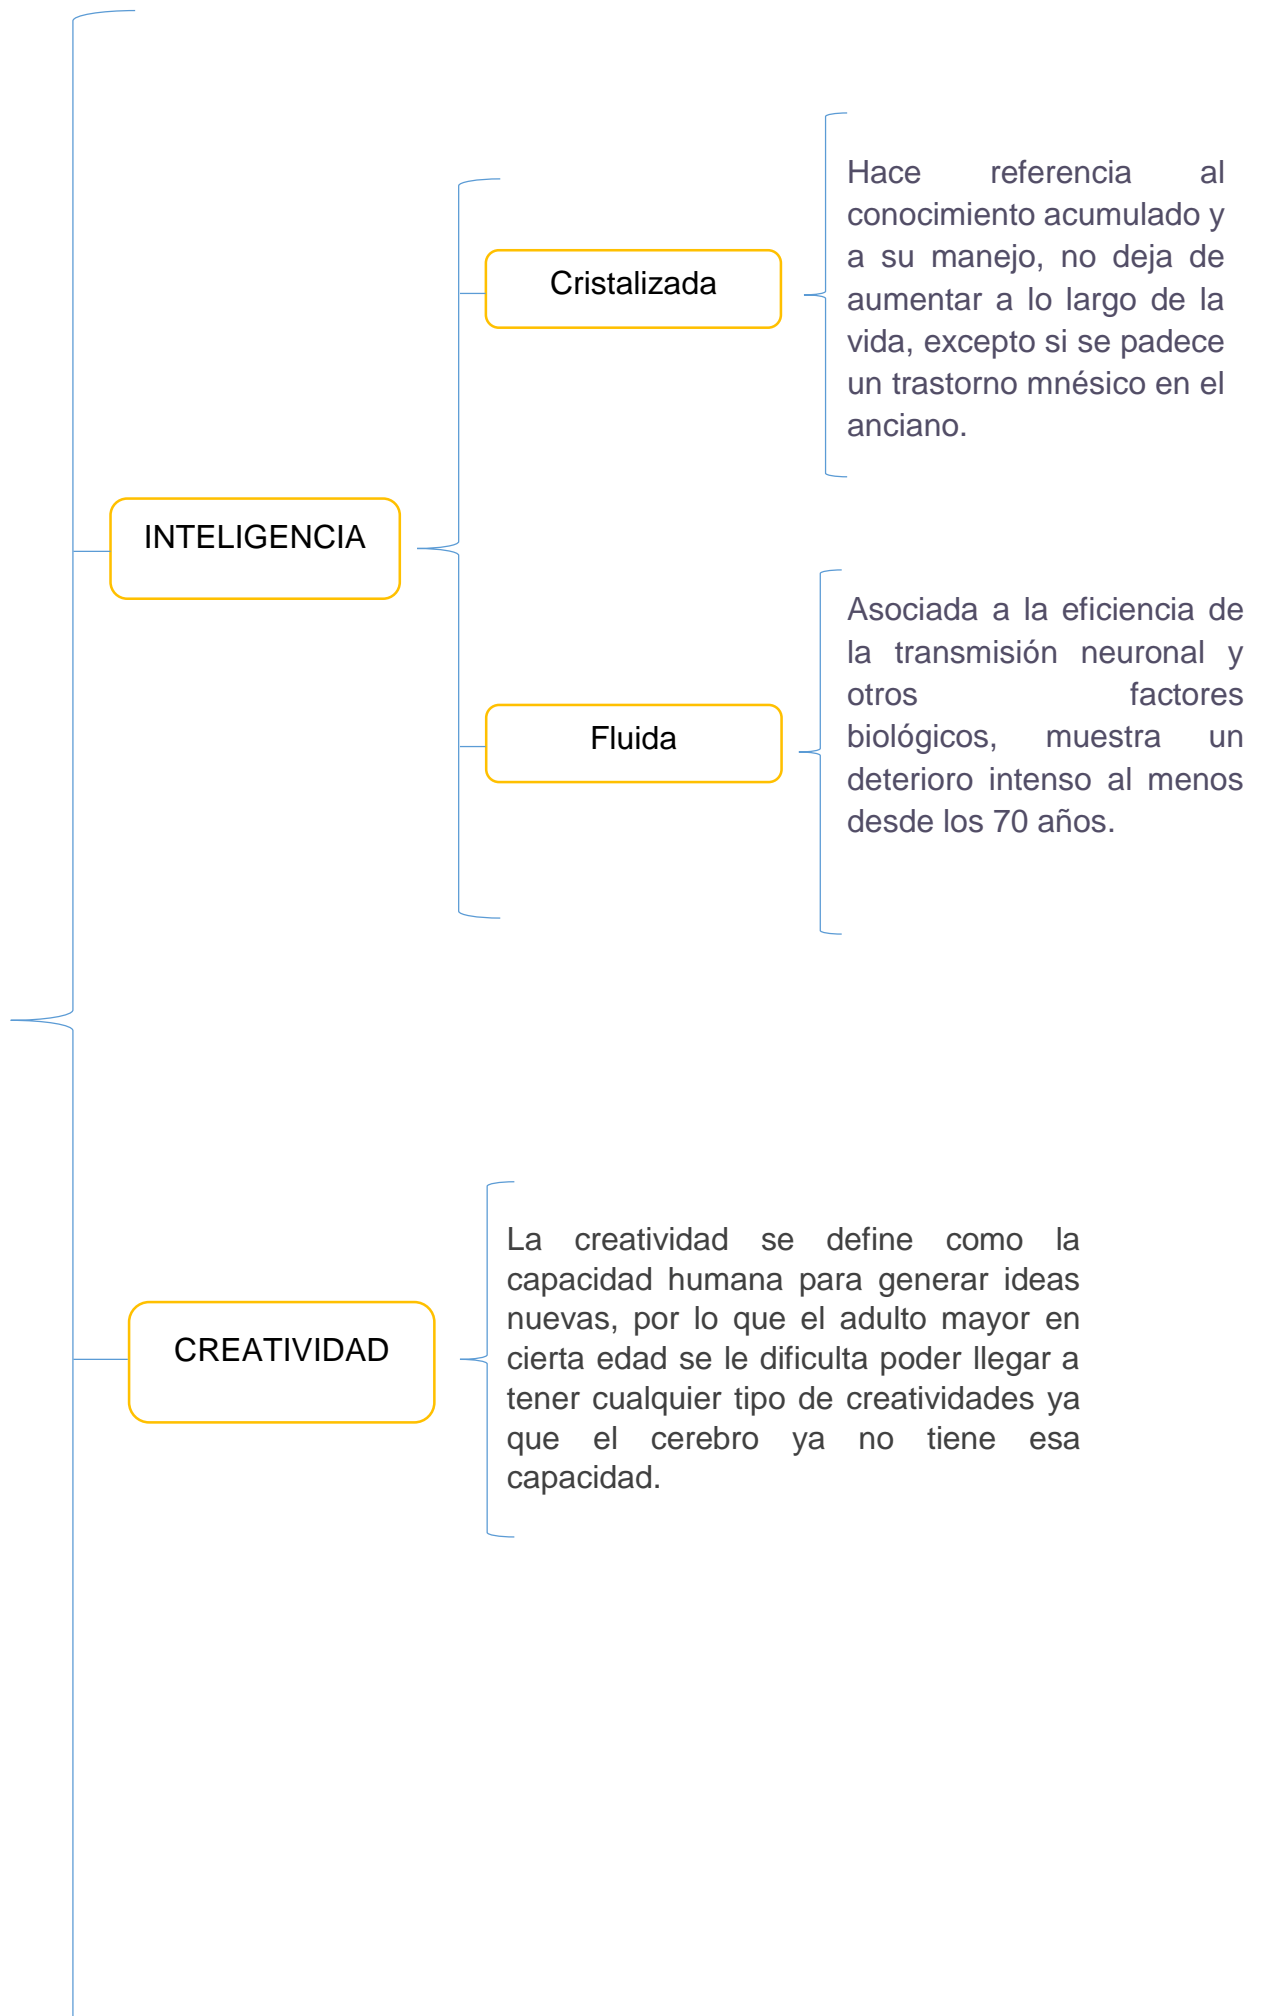 Hace referencia al
conocimiento acumulado y
a su manejo, no deja de
aumentar a lo largo de la
vida, excepto si se padece
un trastorno mnésico en el
anciano.
Cristalizada
INTELIGENCIA
Asociada a la eficiencia de
la transmisión neuronal y
otros factores
biológicos, muestra un
deterioro intenso al menos
desde los 70 años.
Fluida
La creatividad se define como la
capacidad humana para generar ideas
nuevas, por lo que el adulto mayor en
cierta edad se le dificulta poder llegar a
tener cualquier tipo de creatividades ya
que el cerebro ya no tiene esa
capacidad.
CREATIVIDAD